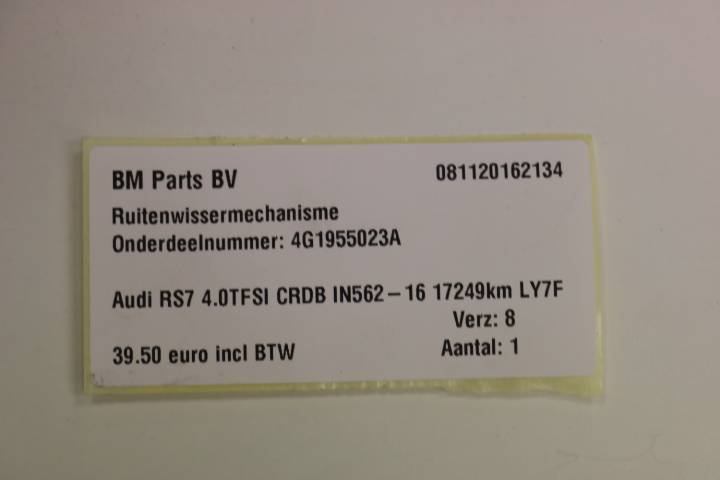 BM Parts BV 081120162134
Ruitenwissermechanisme
Onderdeelnummer: 4G1955023A
Audi RS7 4.0TFSI CRDB IN562–16 17249km LY7F
Verz: 8
39.50 euro incl BTW Aantal: 1